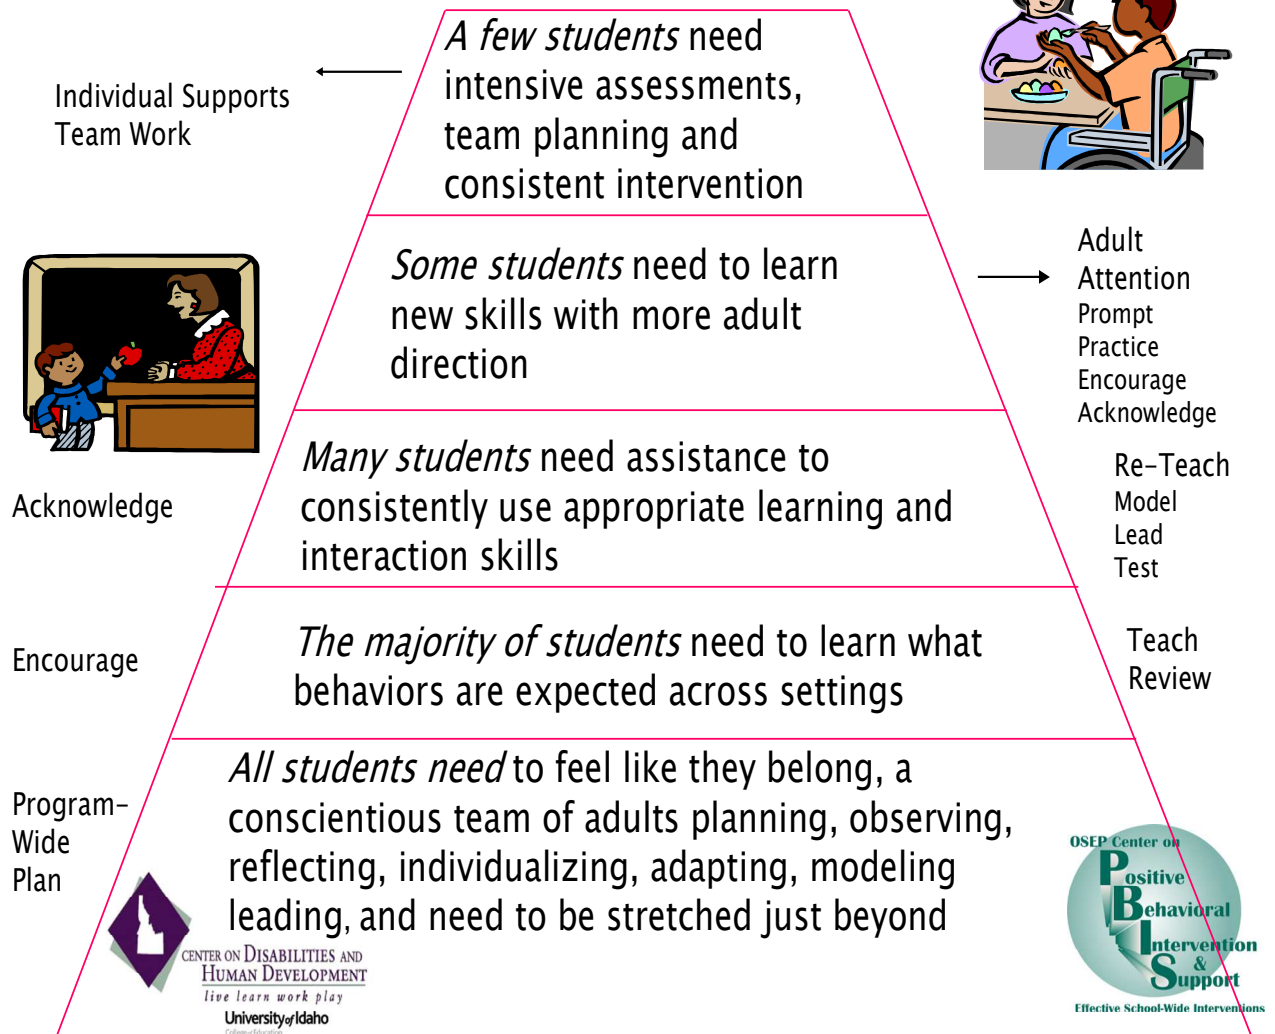 A few students need
intensive assessments,
team planning and
consistent intervention
Individual Supports
Team Work
Some students need to learn
new skills with more adult
direction
Adult
Attention
Prompt
Practice
Encourage
Acknowledge
Many students need assistance to
consistently use appropriate learning and
interaction skills
Acknowledge
Re-Teach
Model
Lead
Test
The majority of students need to learn what
behaviors are expected across settings
Encourage
Teach
Review
All students need to feel like they belong, a
conscientious team of adults planning, observing,
reflecting, individualizing, adapting, modeling
leading, and need to be stretched just beyond
Program-
Wide
Plan
CENTER ON DISABILITIES AND
HUMAN DEVELOPMENT
live learn work play
University of Idaho
College of Education
OSEP Center on
Positive
Behavioral
Intervention
&
Support
Effective School-Wide Interventions